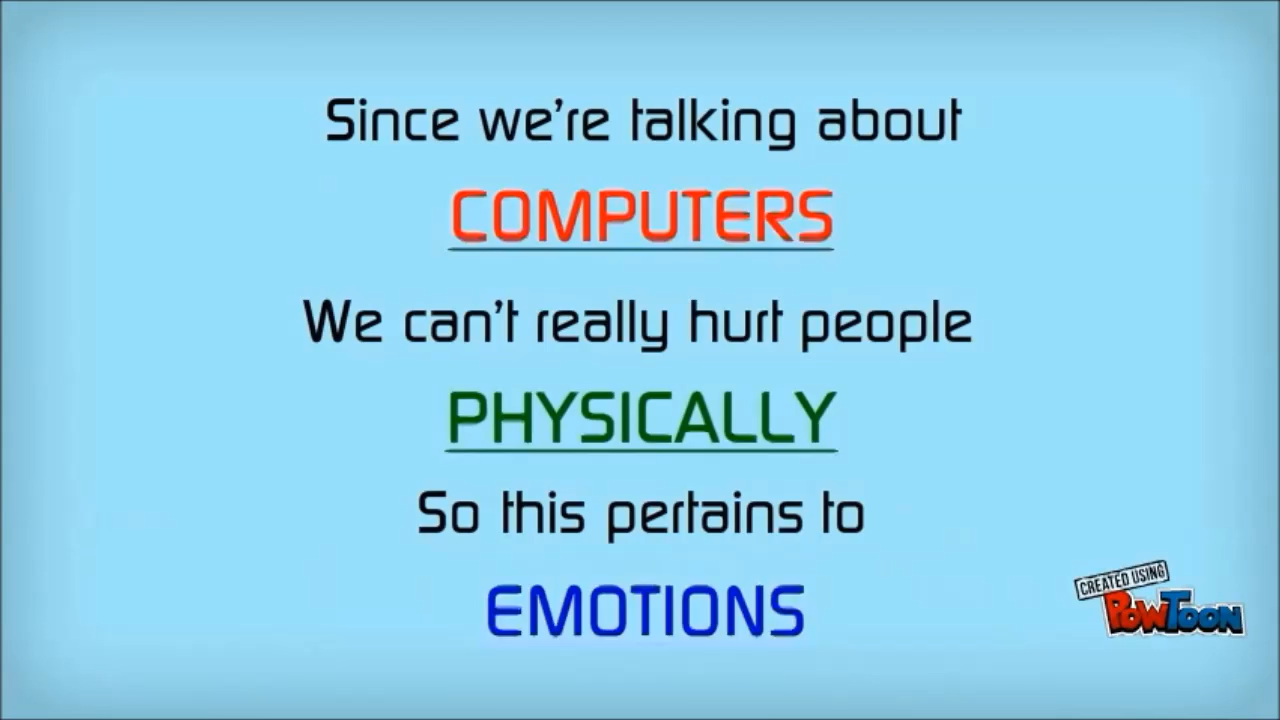 Since we're talking about
COMPUTERS
We can't really hurt people
PHYSICALLY
So this pertains to
EMOTIONS
CREATED USING
POWTOON